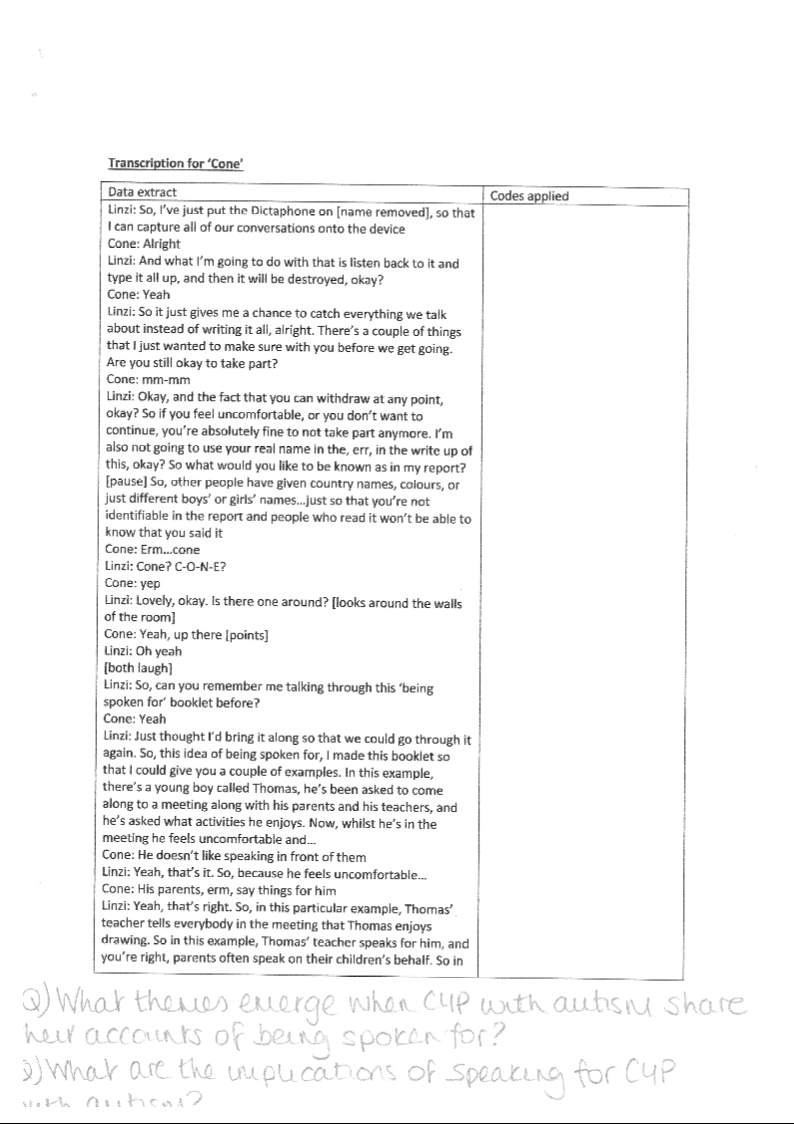 Transcription for 'Cone'
Data extract
Codes applied
Linzi: So, I've just put the Dictaphone on [name removed], so that
I can capture all of our conversations onto the device
Cone: Alright
Linzi: And what I'm going to do with that is listen back to it and
type it all up, and then it will be destroyed, okay?
Cone: Yeah
Linzi: So it just gives me a chance to catch everything we talk
about instead of writing it all, alright. There's a couple of things
that I just wanted to make sure with you before we get going.
Are you still okay to take part?
Cone: mm-mm
Linzi: Okay, and the fact that you can withdraw at any point,
okay? So if you feel uncomfortable, or you don't want to
continue, you're absolutely fine to not take part anymore. I'm
also not going to use your real name in the, err, in the write up of
this, okay? So what would you like to be known as in my report?
[pause] So, other people have given country names, colours, or
just different boys' or girls' names...just so that you're not
identifiable in the report and people who read it won't be able to
know that you said it
Cone: Erm...cone
Linzi: Cone? C-O-N-E?
Cone: yep
Linzi: Lovely, okay. Is there one around? [looks around the walls
of the room]
Cone: Yeah, up there [points]
Linzi: Oh yeah
[both laugh]
Linzi: So, can you remember me talking through this 'being
spoken for' booklet before?
Cone: Yeah
Linzi: Just thought I'd bring it along so that we could go through it
again. So, this idea of being spoken for, I made this booklet so
that I could give you a couple of examples. In this example,
there's a young boy called Thomas, he's been asked to come
along to a meeting along with his parents and his teachers, and
he's asked what activities he enjoys. Now, whilst he's in the
meeting he feels uncomfortable and...
Cone: He doesn't like speaking in front of them
Linzi: Yeah, that's it. So, because he feels uncomfortable...
Cone: His parents, erm, say things for him
Linzi: Yeah, that's right. So, in this particular example, Thomas'
teacher tells everybody in the meeting that Thomas enjoys
drawing. So in this example, Thomas' teacher speaks for him, and
you're right, parents often speak on their children's behalf. So in
Q) What themes emerge when CYP with autism share
heir accounts of being spoken for?
2) What are the implications of speaking for CYP
with autism?